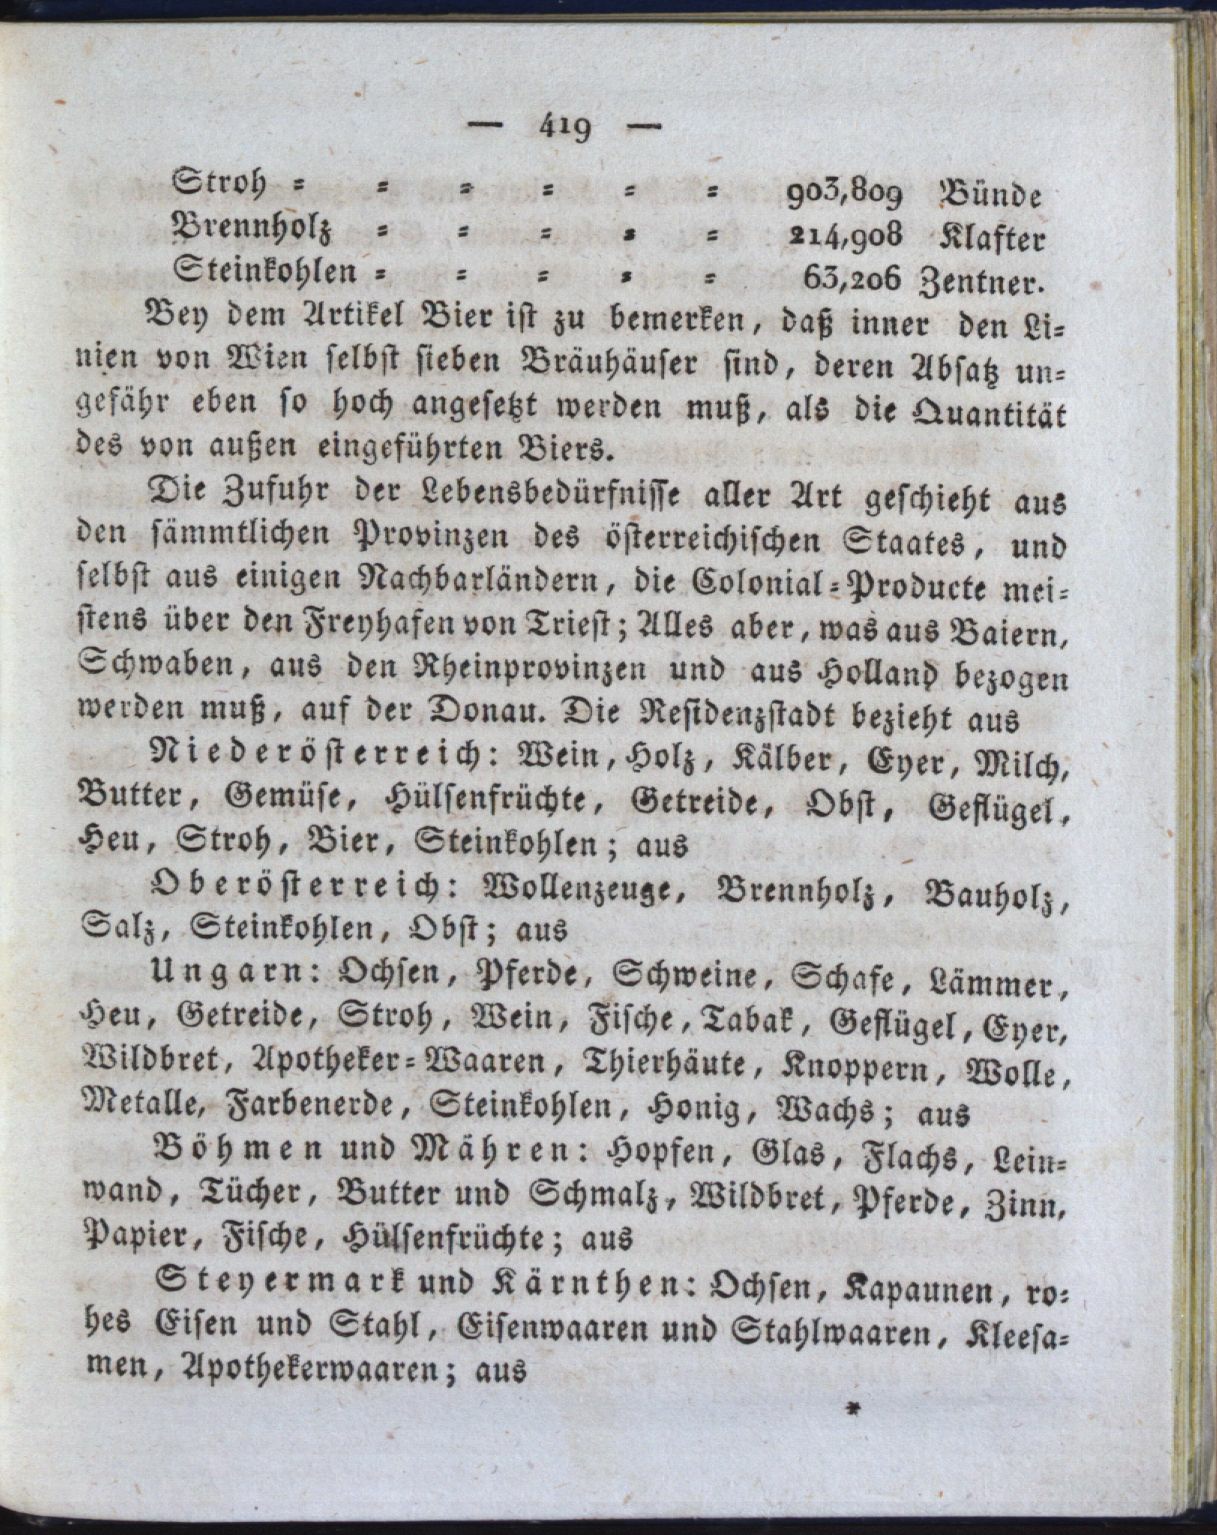 — 419 —
Stroh = = = = = = 903,809 Bünde
Brennholz = = = = = 214,908 Klafter
Steinkohlen = = = = = 63,206 Zentner.
Bey dem Artikel Bier ist zu bemerken, daß inner den Li=
nien von Wien selbst sieben Bräuhäuser sind, deren Absatz un=
gefähr eben so hoch angesetzt werden muß, als die Quantität
des von außen eingeführten Biers.
Die Zufuhr der Lebensbedürfnisse aller Art geschieht aus
den sämmtlichen Provinzen des österreichischen Staates, und
selbst aus einigen Nachbarländern, die Colonial=Producte mei=
stens über den Freyhafen von Triest; Alles aber, was aus Baiern,
Schwaben, aus den Rheinprovinzen und aus Holland bezogen
werden muß, auf der Donau. Die Residenzstadt bezieht aus
Niederösterreich: Wein, Holz, Kälber, Eyer, Milch,
Butter, Gemüse, Hülsenfrüchte, Getreide, Obst, Geflügel,
Heu, Stroh, Bier, Steinkohlen; aus
Oberösterreich: Wollenzeuge, Brennholz, Bauholz,
Salz, Steinkohlen, Obst; aus
Ungarn: Ochsen, Pferde, Schweine, Schafe, Lämmer,
Heu, Getreide, Stroh, Wein, Fische, Tabak, Geflügel, Eyer,
Wildbret, Apotheker=Waaren, Thierhäute, Knoppern, Wolle,
Metalle, Farbenerde, Steinkohlen, Honig, Wachs; aus
Böhmen und Mähren: Hopfen, Glas, Flachs, Lein=
wand, Tücher, Butter und Schmalz, Wildbret, Pferde, Zinn,
Papier, Fische, Hülsenfrüchte; aus
Steyermark und Kärnthen: Ochsen, Kapaunen, ro=
hes Eisen und Stahl, Eisenwaaren und Stahlwaaren, Kleesa=
men, Apothekerwaaren; aus
*